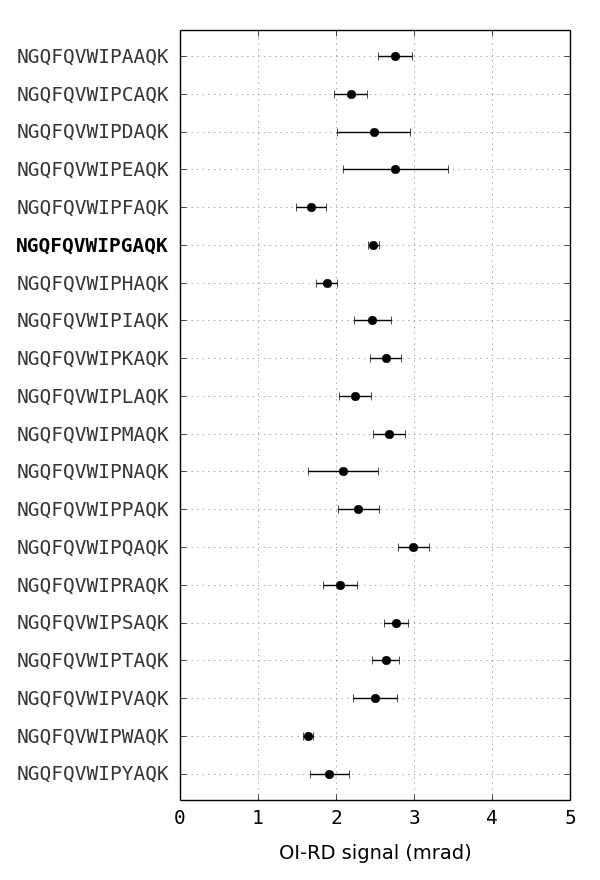 NGQFQVWIPAAQK
NGQFQVWIPCAQK
NGQFQVWIPDAQK
NGQFQVWIPEAQK
NGQFQVWIPFAQK
NGQFQVWIPGAQK
NGQFQVWIPHAQK
NGQFQVWIPIAQK
NGQFQVWIPKAQK
NGQFQVWIPLAQK
NGQFQVWIPMAQK
NGQFQVWIPNAQK
NGQFQVWIPPAQK
NGQFQVWIPQAQK
NGQFQVWIPRAQK
NGQFQVWIPSAQK
NGQFQVWIPTAQK
NGQFQVWIPVAQK
NGQFQVWIPWAQK
NGQFQVWIPYAQK
0 1 2 3 4 5
OI-RD signal (mrad)